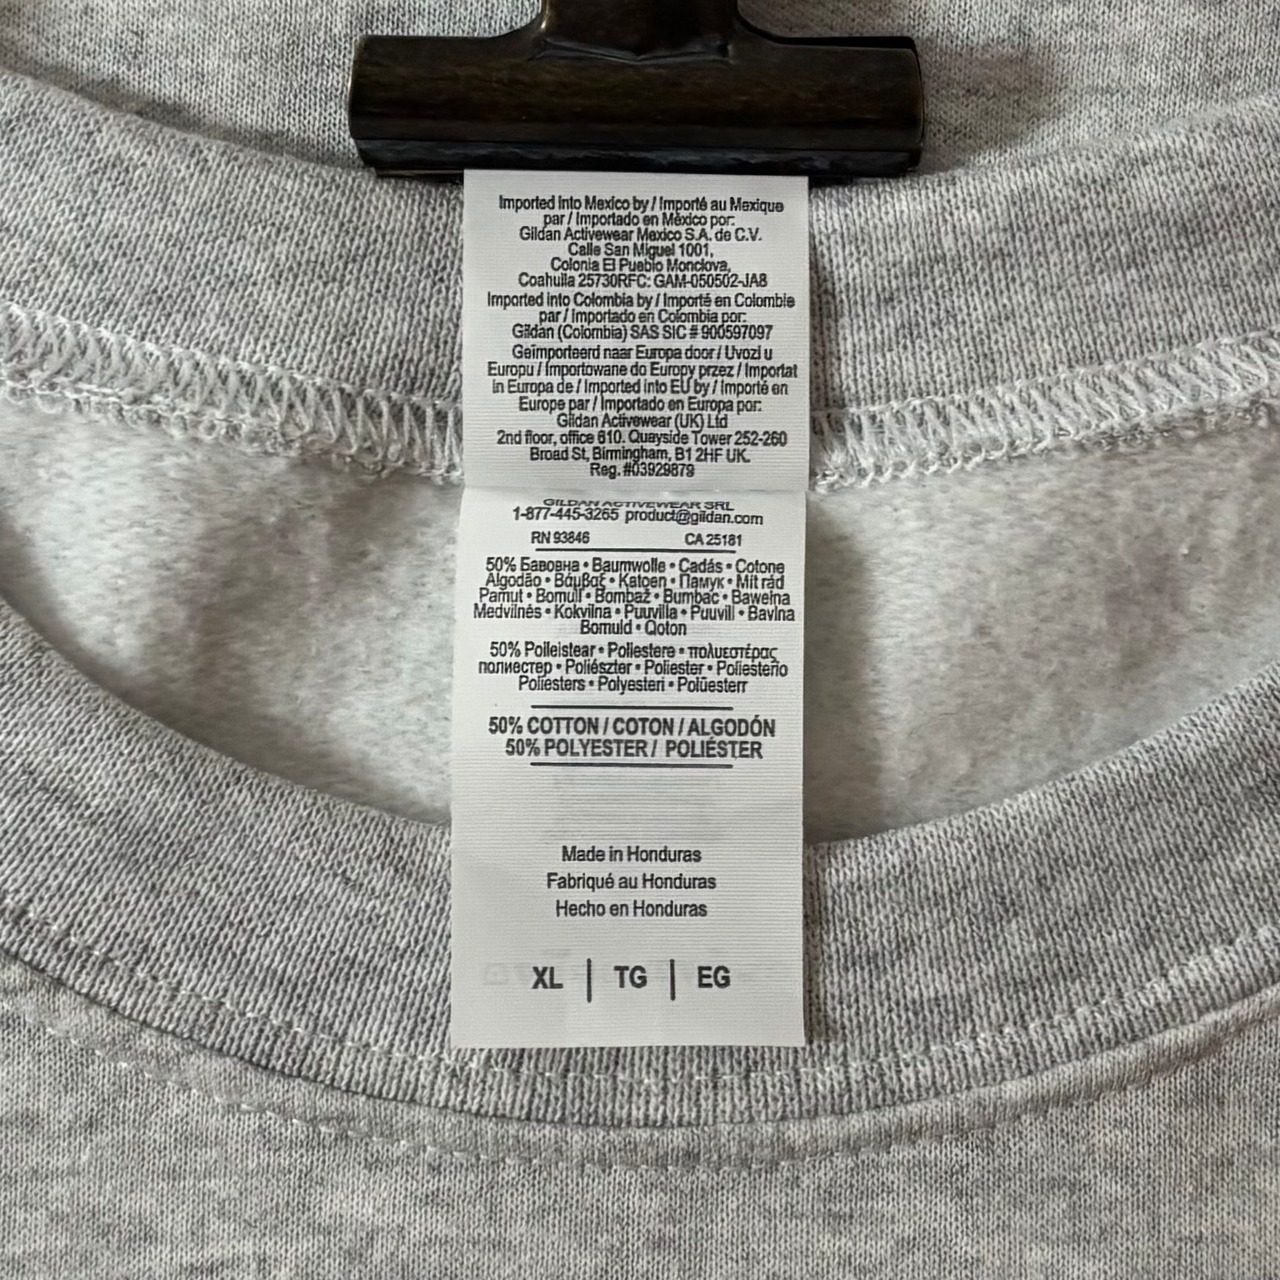 Imported into Mexico by / Importé au Mexique
par / Importado en México por:
Gildan Activewear Mexico S.A. de C.V.
Calle San Miguel 1001,
Colonia El Pueblo Monclova,
Coahuila 25730RFC: GAM-050502-JA8
Imported into Colombia by / Importé en Colombie
par / Importado en Colombia por:
Gildan (Colombia) SAS SIC # 900597097
Geïmporteerd naar Europa door / Uvozi u
Europu / Importowane do Europy przez / Importat
in Europa de / Imported into EU by / Importé en
Europe par / Importado en Europa por:
Gildan Activewear (UK) Ltd
2nd floor, office 610. Quayside Tower 252-260
Broad St, Birmingham, B1 2HF UK.
Reg. #03929879
GILDAN ACTIVEWEAR SRL
1-877-445-3265 product@gildan.com
RN 93846 CA 25181
50% Бавовна • Baumwolle • Cadás • Cotone
Algodão • Βάμβαξ • Katoen • Памук • Mit rád
Pamut • Bomull • Bombaž • Bumbac • Bawełna
Medvilnės • Kokvilna • Puuvilla • Puuvill • Bavlna
Bomuld • Qoton
50% Poileistear • Poliestere • πολυεστέρας
полиестер • Poliészter • Poliester • Poliesteño
Poliesters • Polyesteri • Polüesterr
50% COTTON / COTON / ALGODÓN
50% POLYESTER / POLIÉSTER
Made in Honduras
Fabriqué au Honduras
Hecho en Honduras
XL | TG | EG